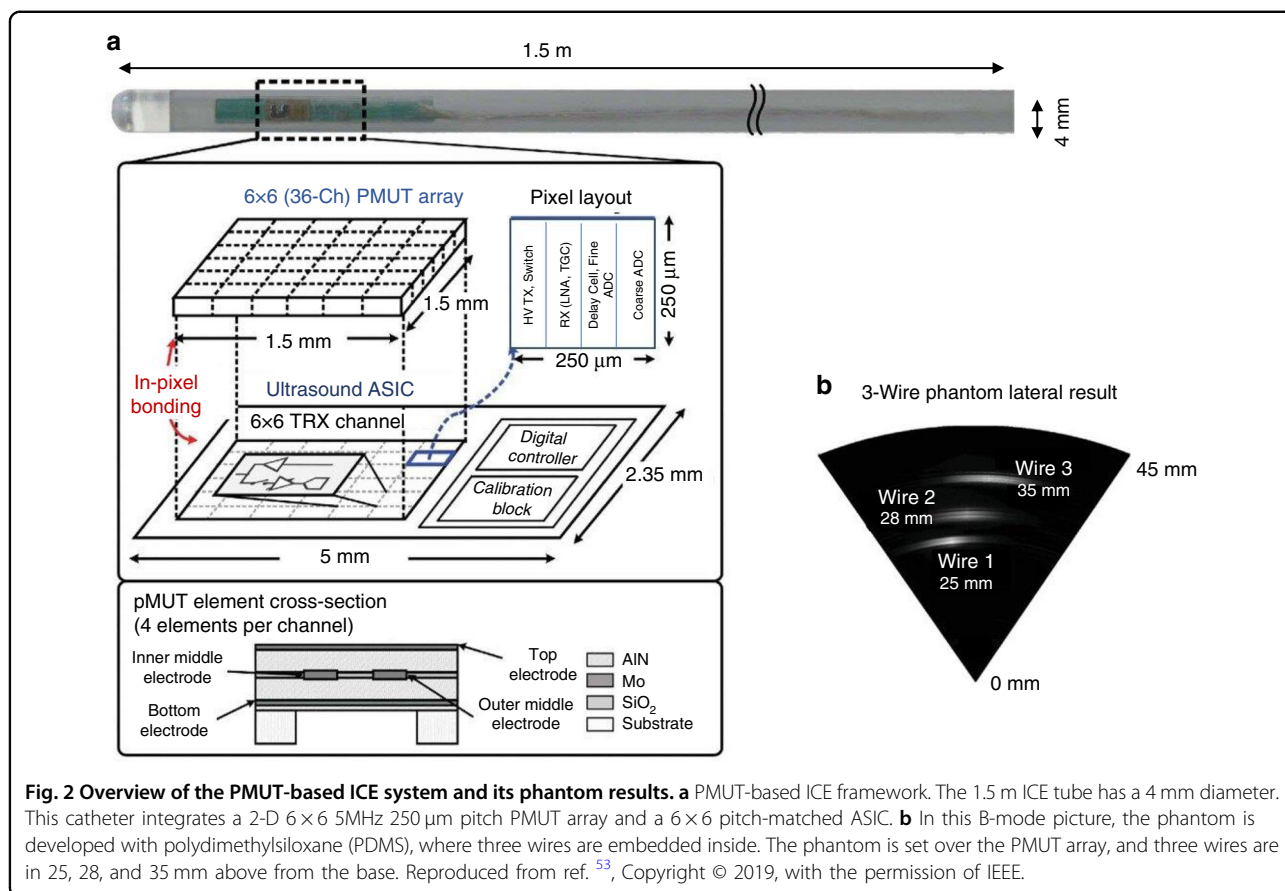 a
1.5 m
4 mm
6×6 (36-Ch) PMUT array
Pixel layout
HV TX, Switch
RX (LNA, TGC)
Delay Cell, Fine
ADC
Coarse ADC
250 μm
250 μm
1.5 mm
1.5 mm
In-pixel
bonding
Ultrasound ASIC
6×6 TRX channel
Digital
controller
Calibration
block
2.35 mm
5 mm
pMUT element cross-section
(4 elements per channel)
Inner middle
electrode
Bottom
electrode
Top
electrode
Outer middle
electrode
AlN
Mo
SiO2
Substrate
b
3-Wire phantom lateral result
Wire 3
35 mm
45 mm
Wire 2
28 mm
Wire 1
25 mm
0 mm
Fig. 2 Overview of the PMUT-based ICE system and its phantom results. a PMUT-based ICE framework. The 1.5 m ICE tube has a 4 mm diameter.
This catheter integrates a 2-D 6 × 6 5MHz 250 μm pitch PMUT array and a 6 × 6 pitch-matched ASIC. b In this B-mode picture, the phantom is
developed with polydimethylsiloxane (PDMS), where three wires are embedded inside. The phantom is set over the PMUT array, and three wires are
in 25, 28, and 35 mm above from the base. Reproduced from ref. 53, Copyright © 2019, with the permission of IEEE.